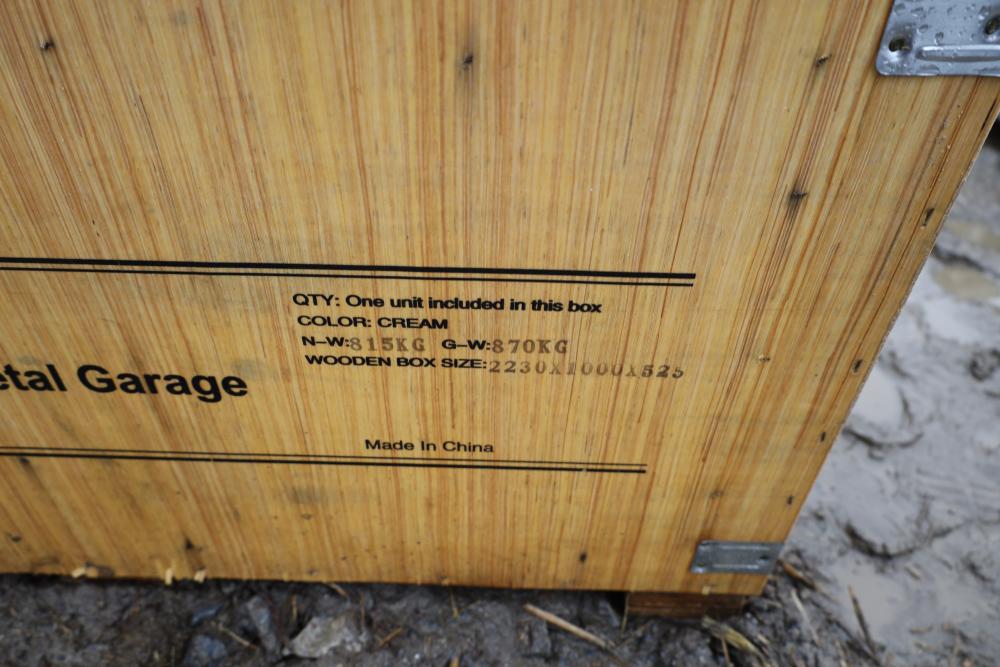 QTY: One unit included in this box
COLOR: CREAM
N-W:815KG G-W:870KG
WOODEN BOX SIZE:2230X1000X525
etal Garage
Made In China